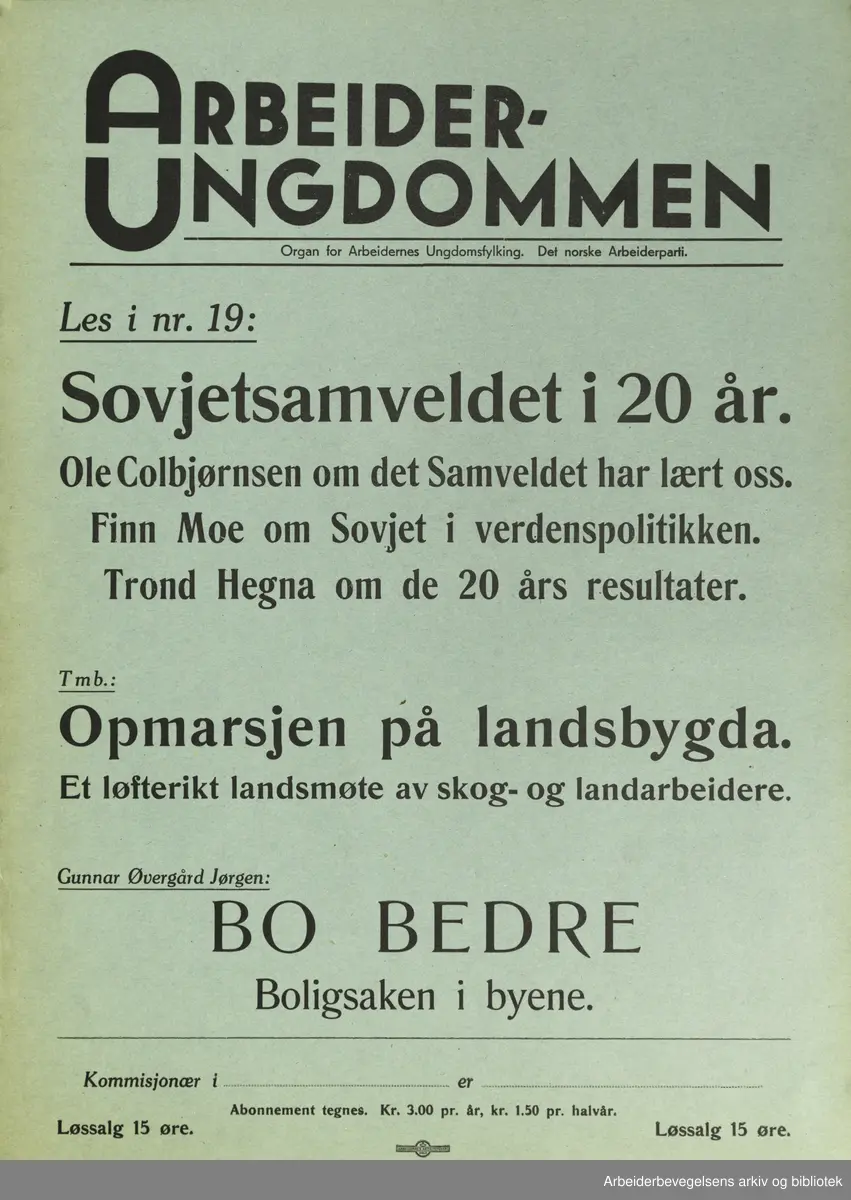 ARBEIDER-
UNGDOMMEN
Organ for Arbeidernes Ungdomsfylking. Det norske Arbeiderparti.
Les i nr. 19:
Sovjetsamveldet i 20 år.
Ole Colbjørnsen om det Samveldet har lært oss.
Finn Moe om Sovjet i verdenspolitikken.
Trond Hegna om de 20 års resultater.
Tmb.:
Opmarsjen på landsbygda.
Et løfterikt landsmøte av skog- og landarbeidere.
Gunnar Øvergård Jørgen:
BO BEDRE
Boligsaken i byene.
Kommisjonær i ........ er ........
Abonnement tegnes. Kr. 3.00 pr. år, kr. 1.50 pr. halvår.
Løssalg 15 øre. Løssalg 15 øre.
Arbeiderbevegelsens arkiv og bibliotek